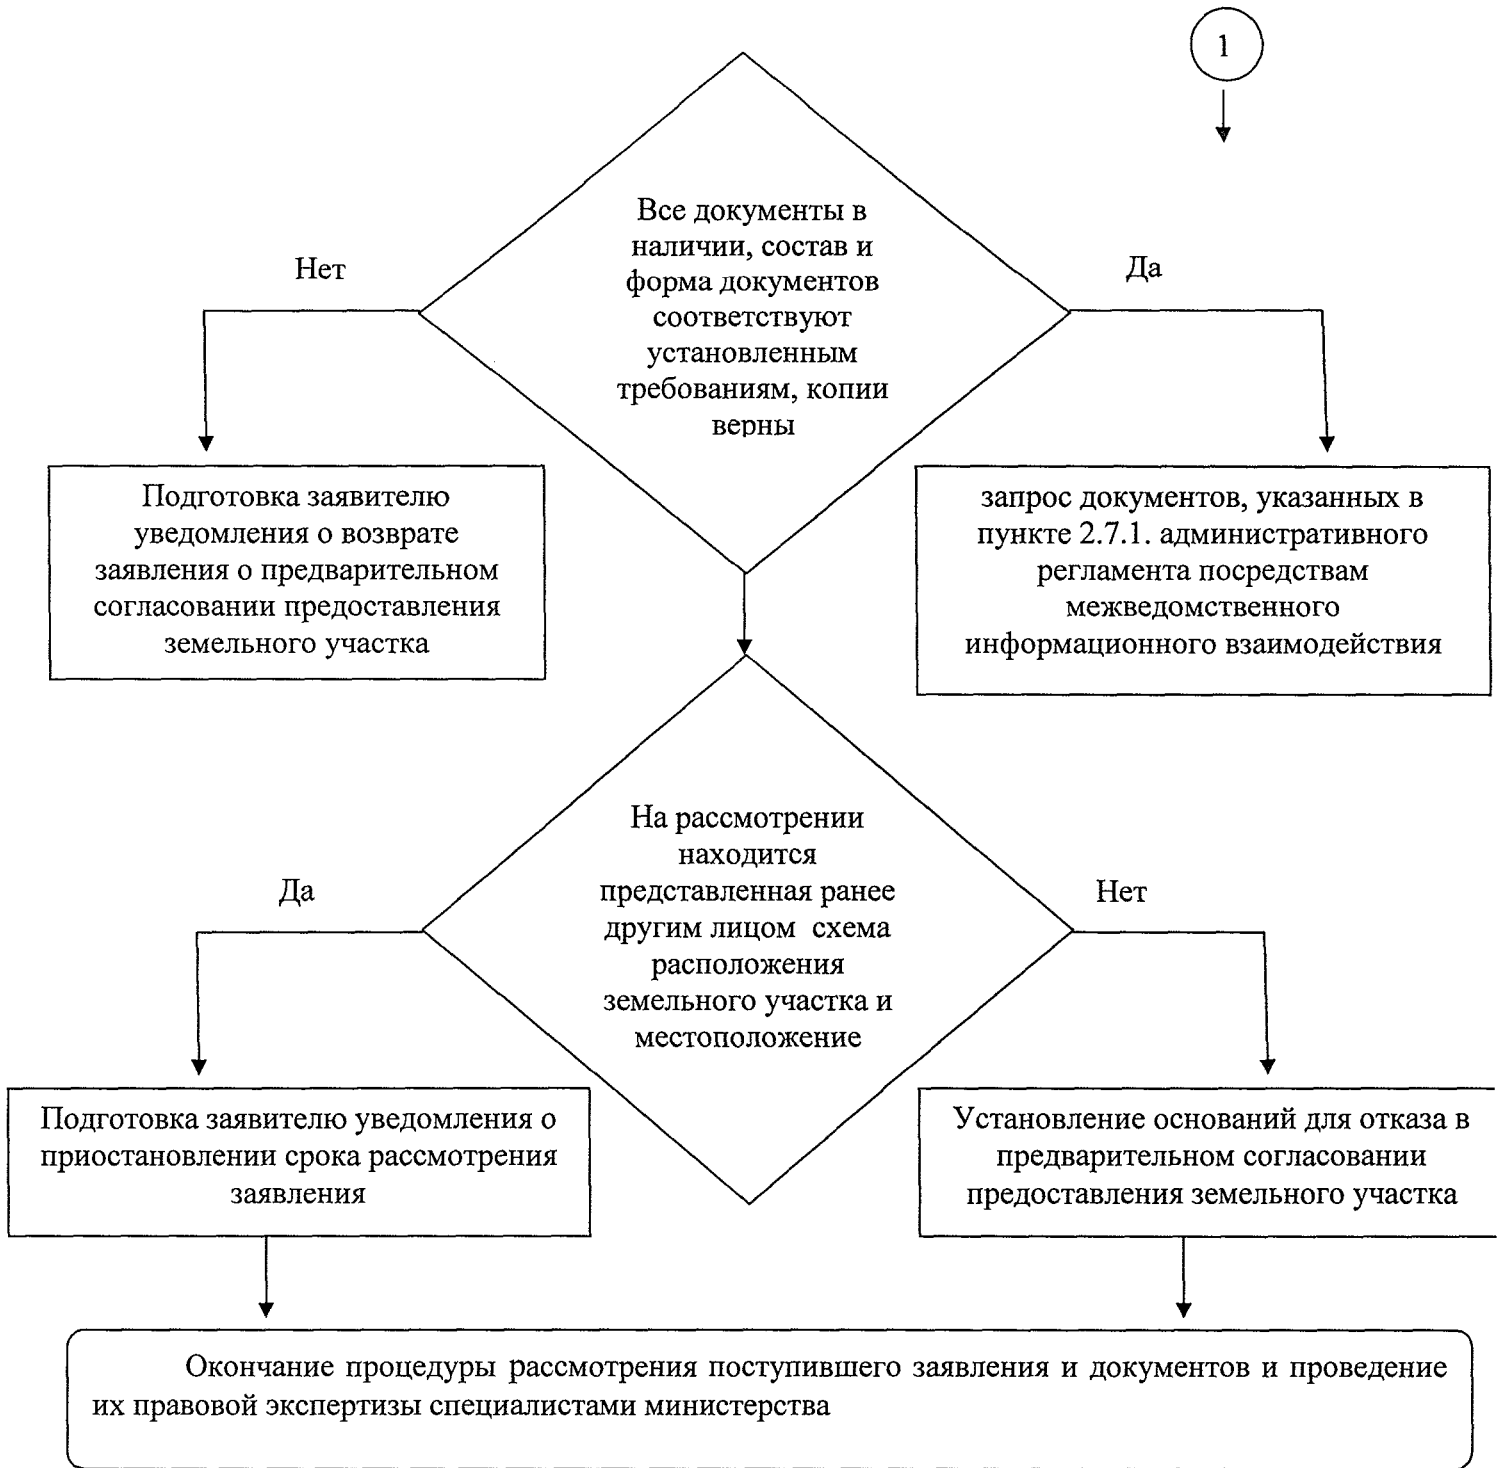 1
Все документы в
наличии, состав и
форма документов
соответствуют
установленным
требованиям, копии
верны
Нет
Да
Подготовка заявителю
уведомления о возврате
заявления о предварительном
согласовании предоставления
земельного участка
запрос документов, указанных в
пункте 2.7.1. административного
регламента посредствам
межведомственного
информационного взаимодействия
На рассмотрении
находится
представленная ранее
другим лицом схема
расположения
земельного участка и
местоположение
Да
Нет
Подготовка заявителю уведомления о
приостановлении срока рассмотрения
заявления
Установление оснований для отказа в
предварительном согласовании
предоставления земельного участка
Окончание процедуры рассмотрения поступившего заявления и документов и проведение
их правовой экспертизы специалистами министерства